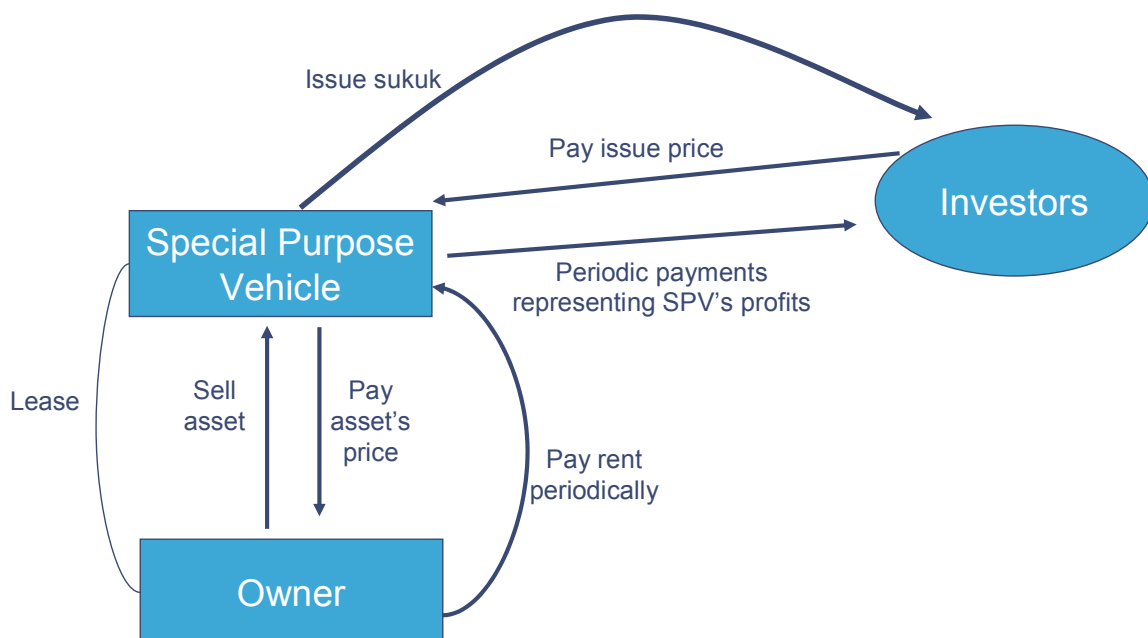 Issue sukuk
Pay issue price
Investors
Special Purpose
Vehicle
Periodic payments
representing SPV’s profits
Lease
Sell
asset
Pay
asset’s
price
Pay rent
periodically
Owner